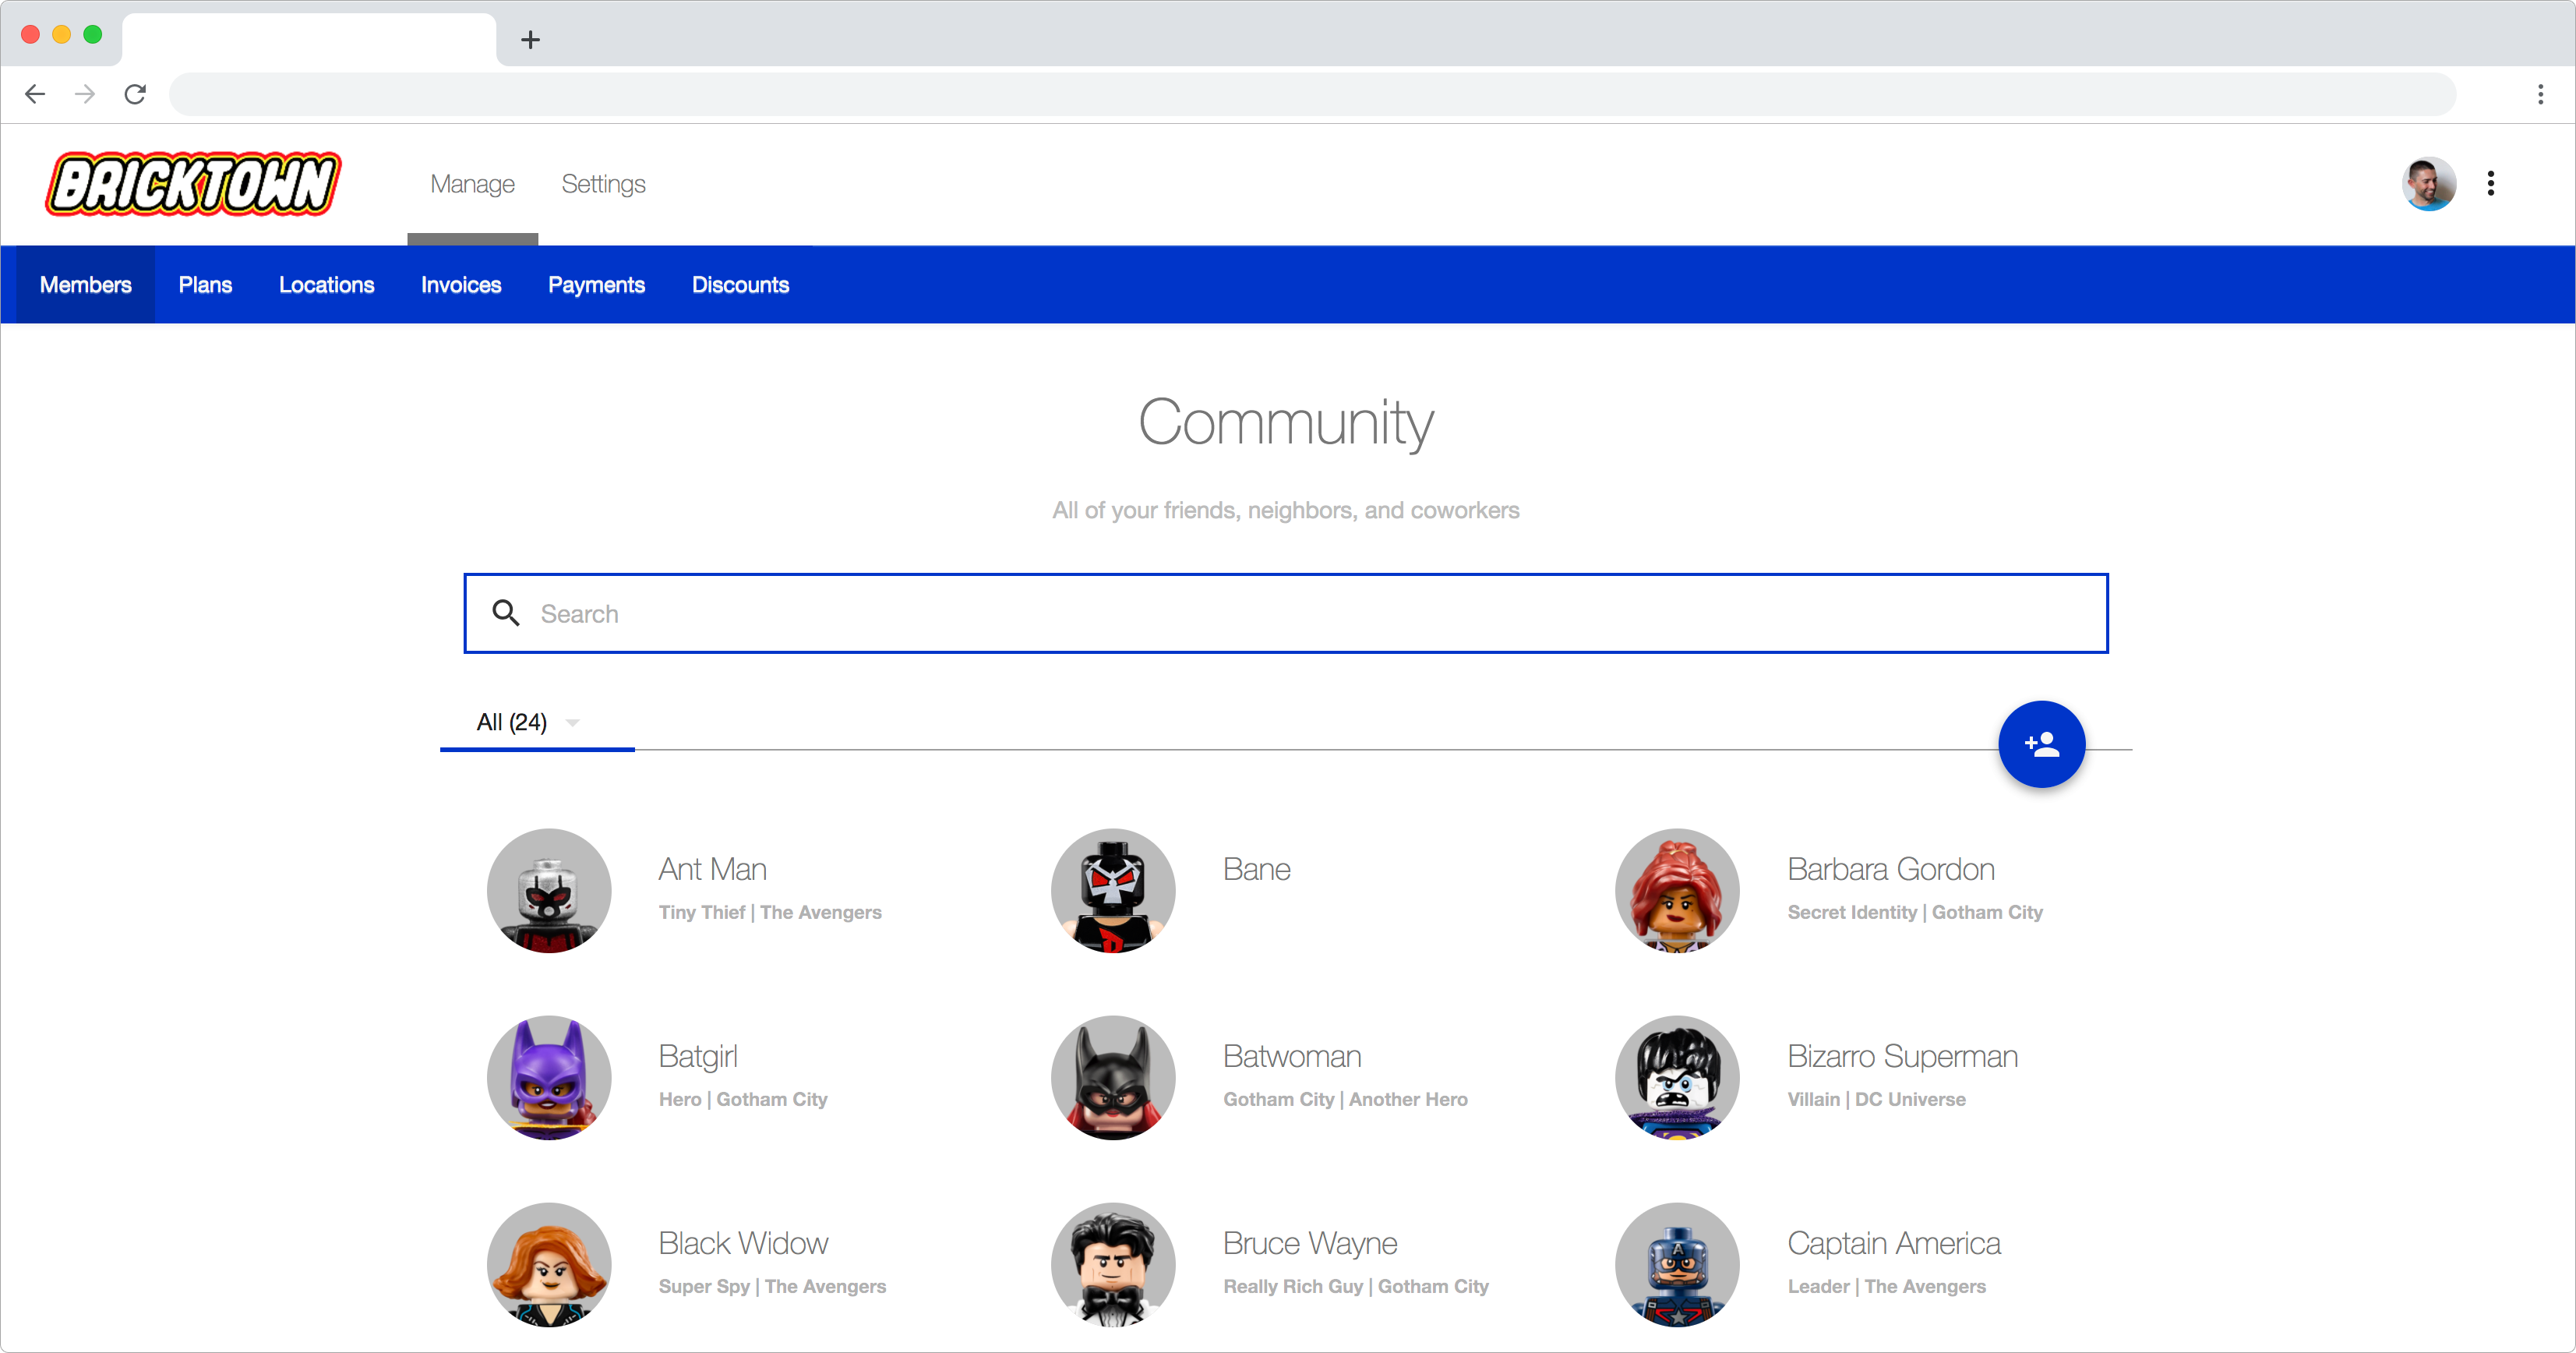 BRICKTOWN
Manage
Settings
Members
Plans
Locations
Invoices
Payments
Discounts
Community
All of your friends, neighbors, and coworkers
Search
All (24)
Ant Man
Tiny Thief | The Avengers
Bane
Barbara Gordon
Secret Identity | Gotham City
Batgirl
Hero | Gotham City
Batwoman
Gotham City | Another Hero
Bizarro Superman
Villain | DC Universe
Black Widow
Super Spy | The Avengers
Bruce Wayne
Really Rich Guy | Gotham City
Captain America
Leader | The Avengers